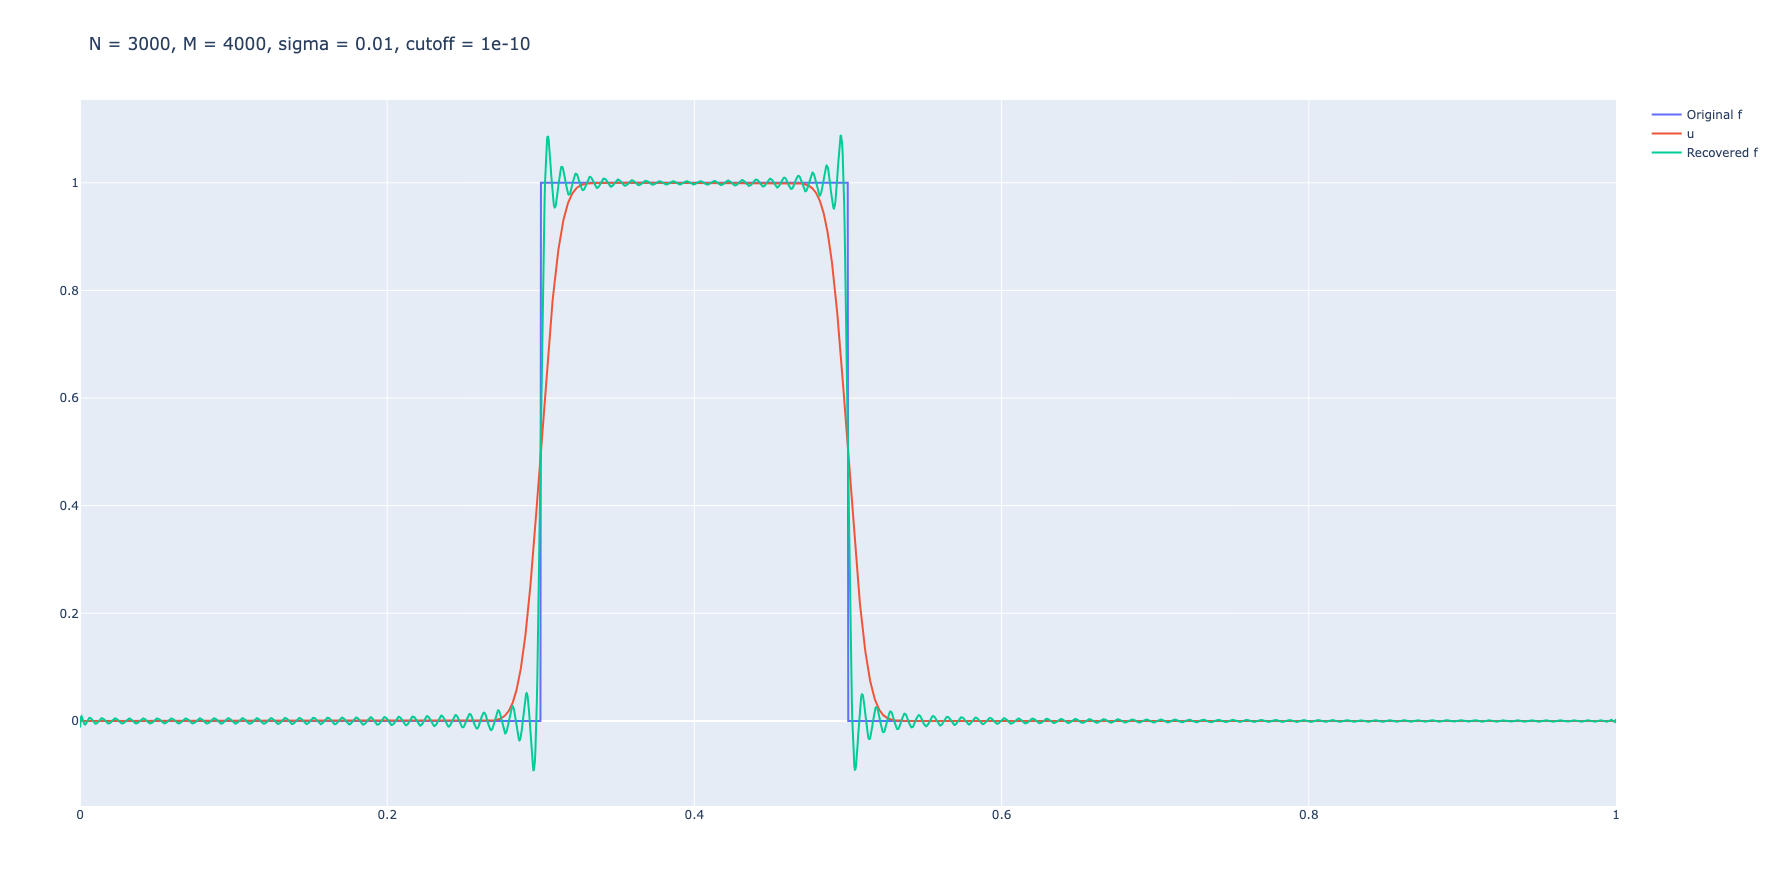 N = 3000, M = 4000, sigma = 0.01, cutoff = 1e-10
Original f
u
Recovered f
1
0.8
0.6
0.4
0.2
0
0 0.2 0.4 0.6 0.8 1